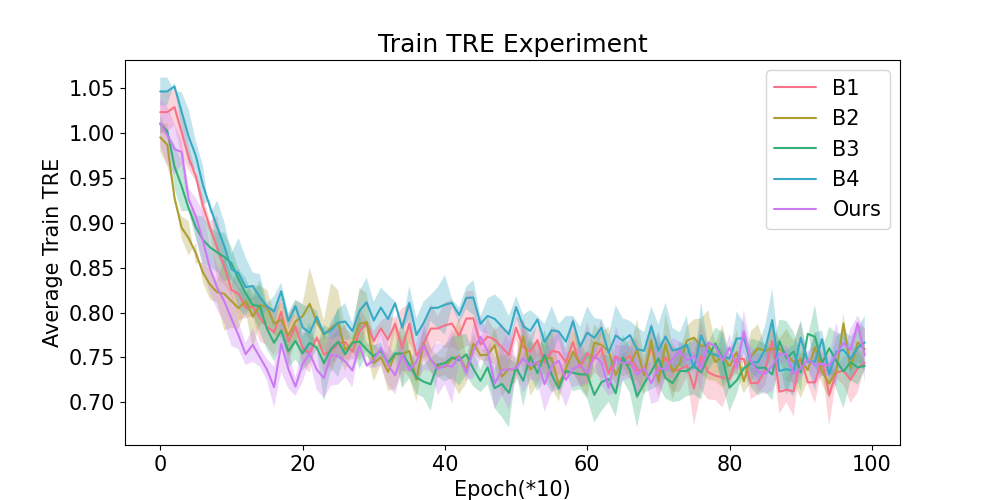 Train TRE Experiment
Average Train TRE
1.05
1.00
0.95
0.90
0.85
0.80
0.75
0.70
B1
B2
B3
B4
Ours
0 20 40 60 80 100
Epoch(*10)